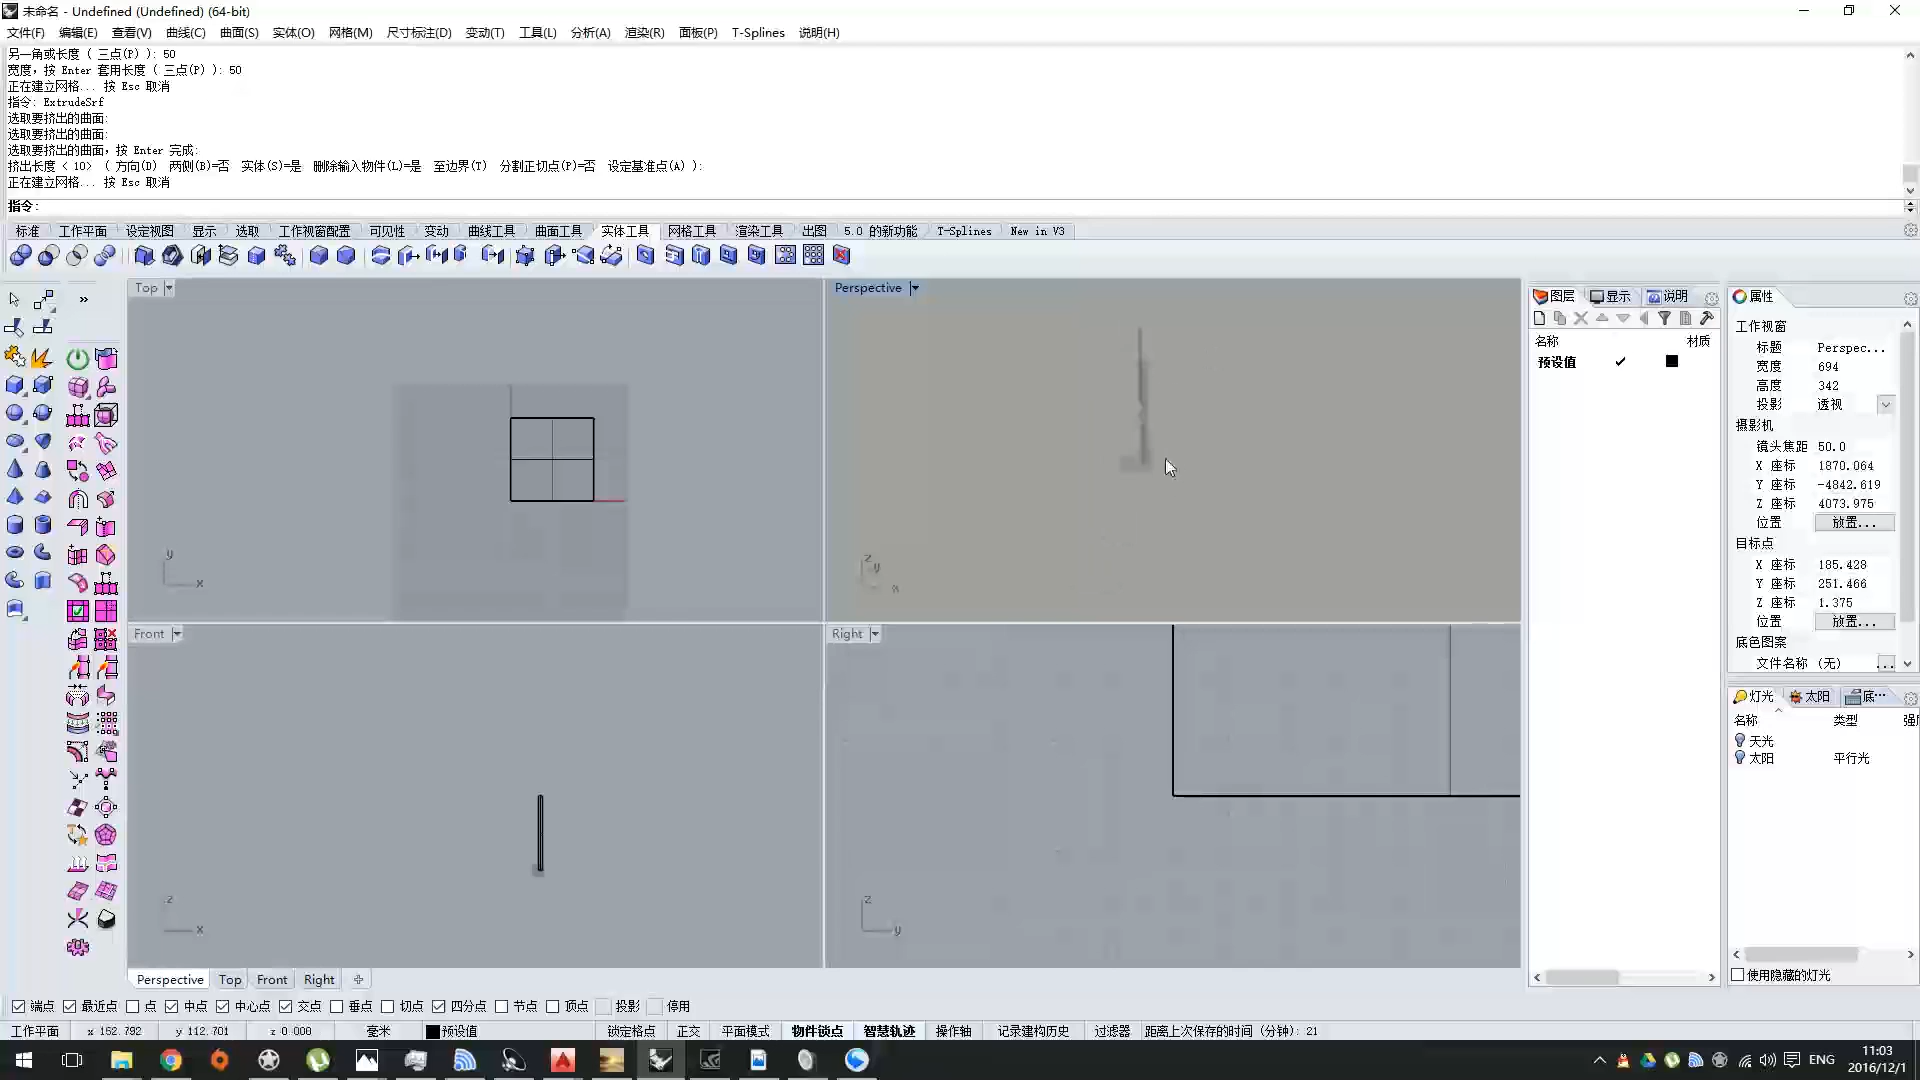 未命名 - Undefined (Undefined) (64-bit)
文件(F) 编辑(E) 查看(V) 曲线(C) 曲面(S) 实体(O) 网格(M) 尺寸标注(D) 变动(T) 工具(L) 分析(A) 渲染(R) 面板(P) T-Splines 说明(H)
另一角或长度 ( 三点(P) ): 50
宽度，按 Enter 套用长度 ( 三点(P) ): 50
正在建立网格... 按 Esc 取消
指令: ExtrudeSrf
选取要挤出的曲面:
选取要挤出的曲面:
选取要挤出的曲面，按 Enter 完成:
挤出长度 < 10> ( 方向(D) 两侧(B)=否 实体(S)=是 删除输入物件(L)=是 至边界(T) 分割正切点(P)=否 设定基准点(A) ):
正在建立网格... 按 Esc 取消
指令:
标准 工作平面 设定视图 显示 选取 工作视窗配置 可见性 变动 曲线工具 曲面工具 实体工具 网格工具 渲染工具 出图 5.0 的新功能 T-Splines New in V3
Top
Perspective
Front
Right
y
x
z
y
x
z
x
z
y
图层 显示 说明
名称 材质
预设值
属性
工作视窗
标题 Perspec...
宽度 694
高度 342
投影 透视
摄影机
镜头焦距 50.0
X 座标 1870.064
Y 座标 -4842.619
Z 座标 4073.975
位置 放置...
目标点
X 座标 185.428
Y 座标 251.466
Z 座标 1.375
位置 放置...
底色图案
文件名称 (无) ...
灯光 太阳 底...
名称 类型 强
天光
太阳 平行光
使用隐藏的灯光
Perspective Top Front Right
端点 最近点 点 中点 中心点 交点 垂点 切点 四分点 节点 顶点 投影 停用
工作平面 x 152.792 y 112.701 z 0.000 毫米 预设值 锁定格点 正交 平面模式 物件锁点 智慧轨迹 操作轴 记录建构历史 过滤器 距离上次保存的时间 (分钟): 21
ENG
11:03
2016/12/1